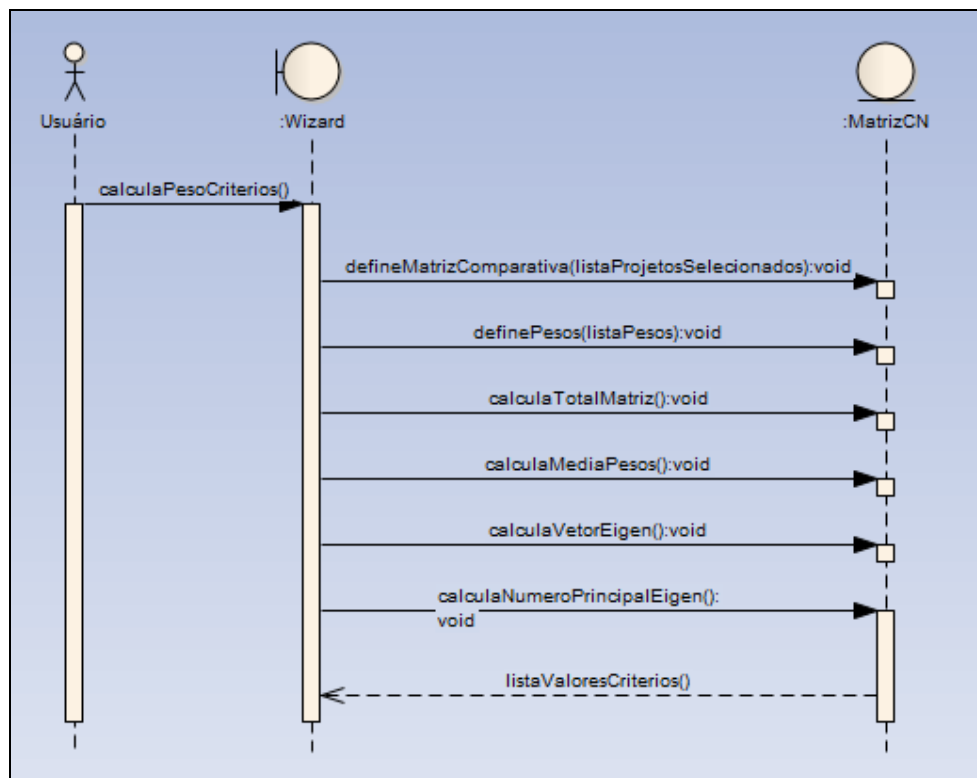 Usuário
:Wizard
:MatrizCN
calculaPesoCriterios()
defineMatrizComparativa(listaProjetosSelecionados):void
definePesos(listaPesos):void
calculaTotalMatriz():void
calculaMediaPesos():void
calculaVetorEigen():void
calculaNumeroPrincipalEigen():
void
listaValoresCriterios()